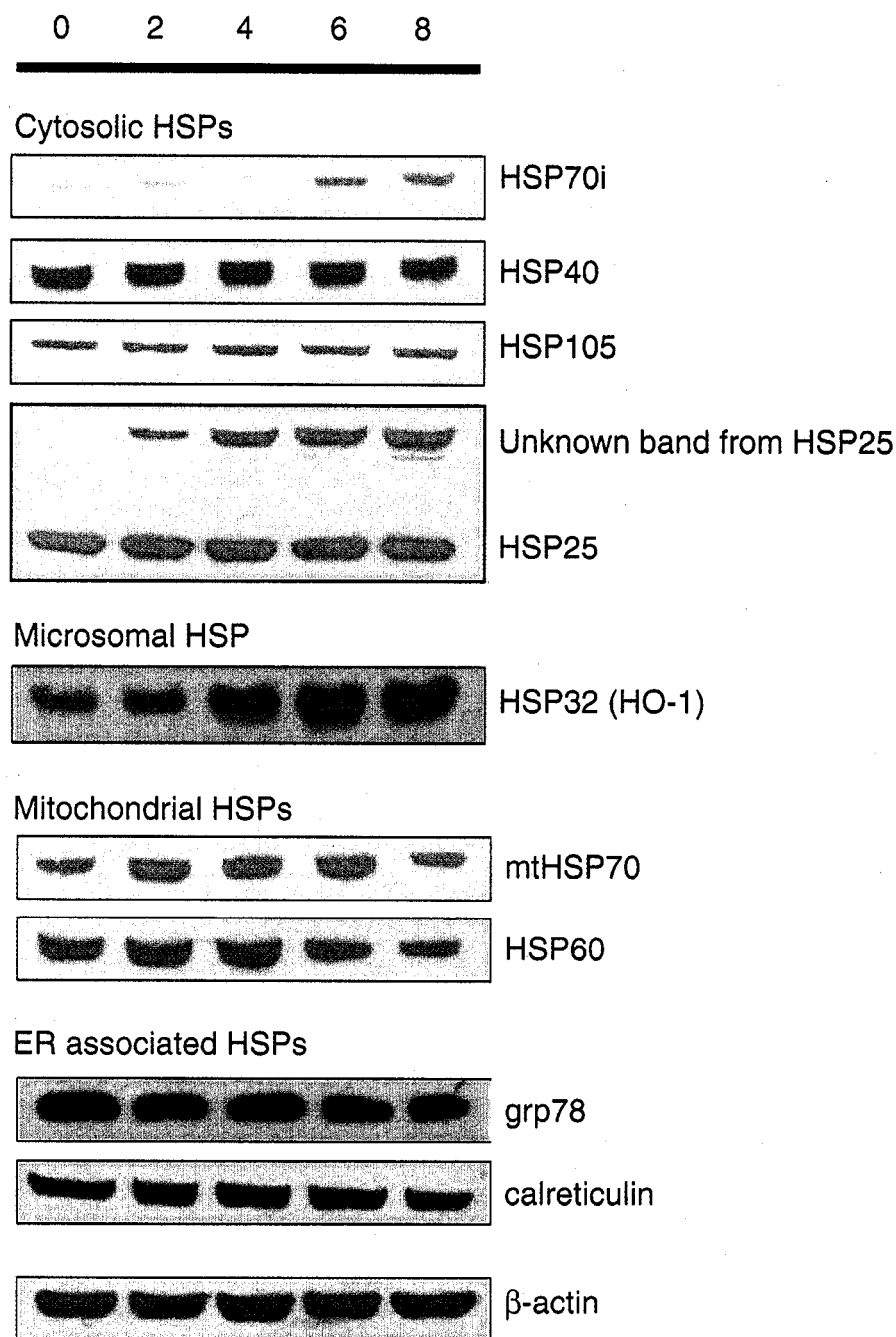 0 2 4 6 8
Cytosolic HSPs
HSP70i
HSP40
HSP105
Unknown band from HSP25
HSP25
Microsomal HSP
HSP32 (HO-1)
Mitochondrial HSPs
mtHSP70
HSP60
ER associated HSPs
grp78
calreticulin
β-actin